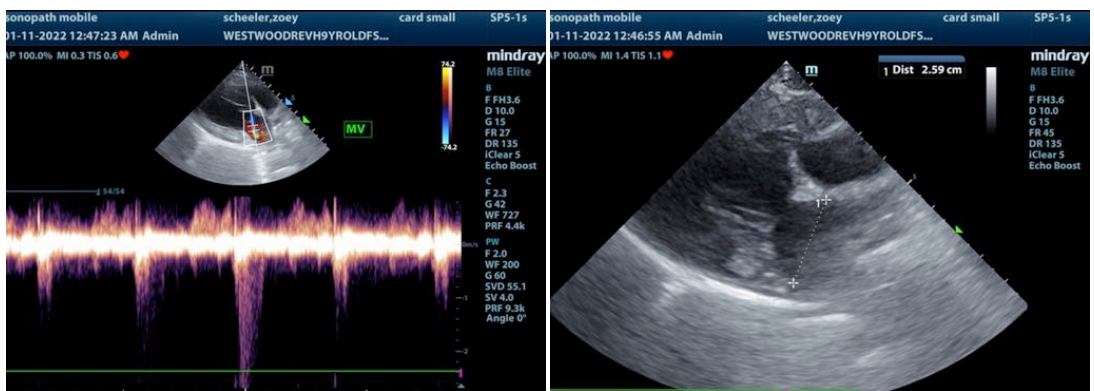 sonopath mobile scheeler,zoey card small SP5-1s
01-11-2022 12:47:23 AM Admin WESTWOODREVH9YROLDFS...
AP 100.0% MI 0.3 TIS 0.6
mindray
M8 Elite
m
74.2
-74.2
MV
B
F FH3.6
D 10.0
G 15
FR 27
DR 135
iClear 5
Echo Boost
C
F 2.3
G 42
WF 727
PRF 4.4k
PW
F 2.0
WF 200
G 60
SVD 55.1
SV 4.0
PRF 9.3k
Angle 0°
54/54
-1
-2
sonopath mobile scheeler,zoey card small SP5-1s
01-11-2022 12:46:55 AM Admin WESTWOODREVH9YROLDFS...
AP 100.0% MI 1.4 TIS 1.1
mindray
M8 Elite
m
1 Dist 2.59 cm
B
F FH3.6
D 10.0
G 15
FR 45
DR 135
iClear 5
Echo Boost
5
1